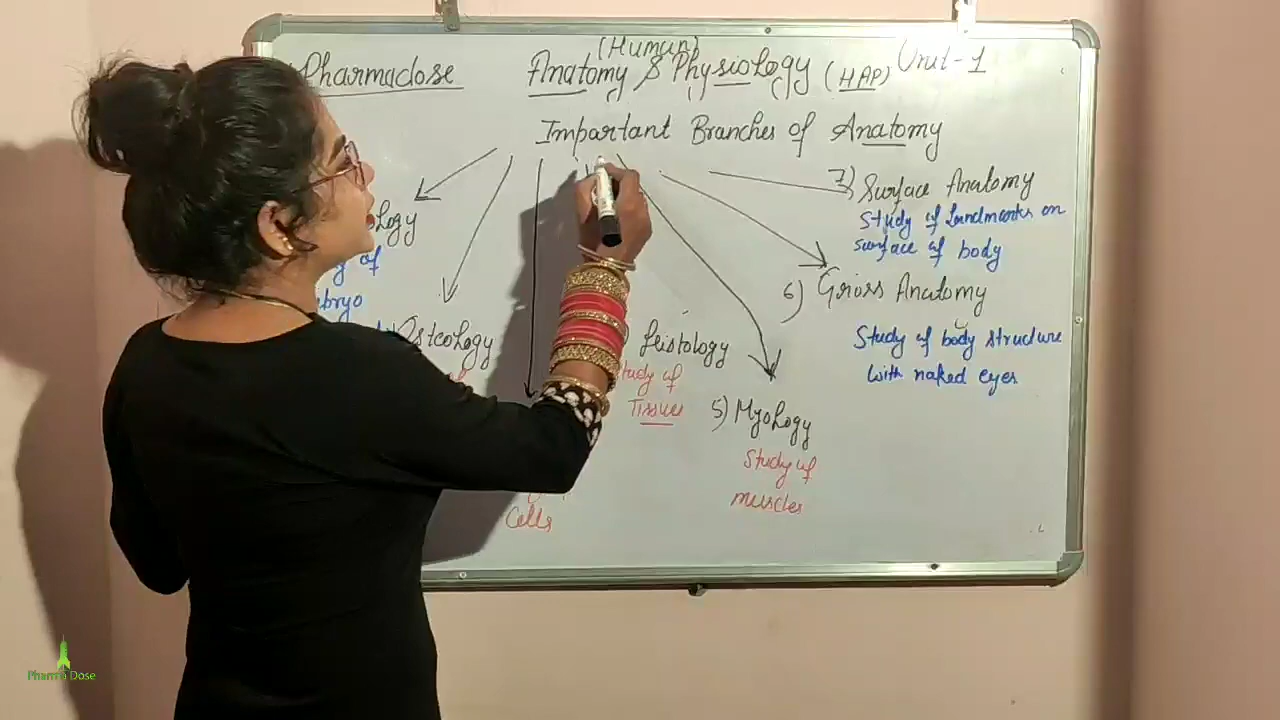 Pharmadose
(Human)
Anatomy & Physiology (HAP) Unit-1
Important Branches of Anatomy
7) Surface Anatomy
Study of landmarks on
surface of body
6) Gross Anatomy
Study of body structure
with naked eyes
ology
of
bryo
Osteology
Histology
Study of
Tissues
5) Myology
Study of
muscles
Cells
Pharma Dose